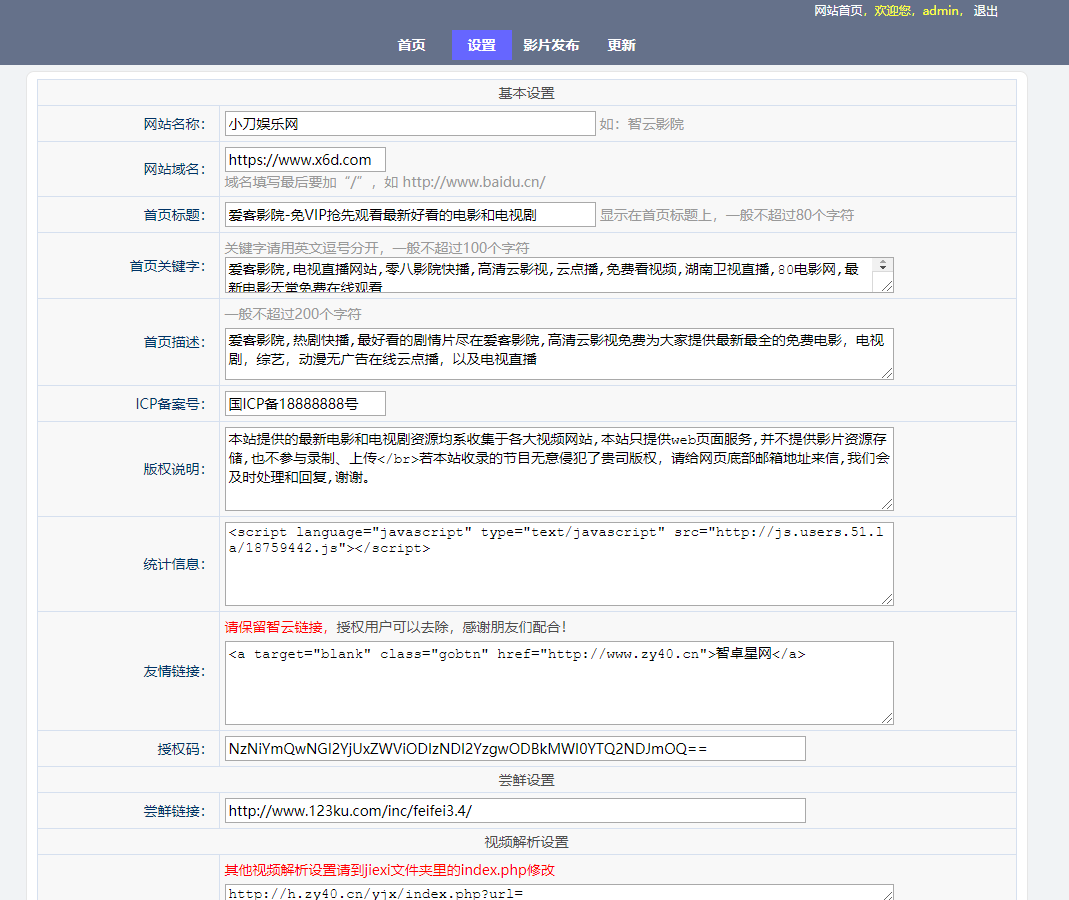 网站首页，欢迎您，admin， 退出
首页 设置 影片发布 更新
基本设置
网站名称： 小刀娱乐网 如：智云影院
网站域名： https://www.x6d.com
域名填写最后要加“/”，如 http://www.baidu.cn/
首页标题： 爱客影院-免VIP抢先观看最新好看的电影和电视剧 显示在首页标题上，一般不超过80个字符
关键字请用英文逗号分开，一般不超过100个字符
首页关键字： 爱客影院,电视直播网站,零八影院快播,高清云影视,云点播,免费看视频,湖南卫视直播,80电影网,最
新电影天堂免费在线观看
一般不超过200个字符
首页描述： 爱客影院,热剧快播,最好看的剧情片尽在爱客影院,高清云影视免费为大家提供最新最全的免费电影，电视
剧，综艺，动漫无广告在线云点播，以及电视直播
ICP备案号： 国ICP备18888888号
版权说明： 本站提供的最新电影和电视剧资源均系收集于各大视频网站,本站只提供web页面服务,并不提供影片资源存
储,也不参与录制、上传</br>若本站收录的节目无意侵犯了贵司版权，请给网页底部邮箱地址来信,我们会
及时处理和回复,谢谢。
统计信息： <script language="javascript" type="text/javascript" src="http://js.users.51.l
a/18759442.js"></script>
请保留智云链接，授权用户可以去除，感谢朋友们配合！
友情链接： <a target="blank" class="gobtn" href="http://www.zy40.cn">智卓星网</a>
授权码： NzNiYmQwNGI2YjUxZWViODIzNDI2YzgwODBkMWI0YTQ2NDJmOQ==
尝鲜设置
尝鲜链接： http://www.123ku.com/inc/feifei3.4/
视频解析设置
其他视频解析设置请到jiexi文件夹里的index.php修改
http://h.zy40.cn/yjx/index.php?url=